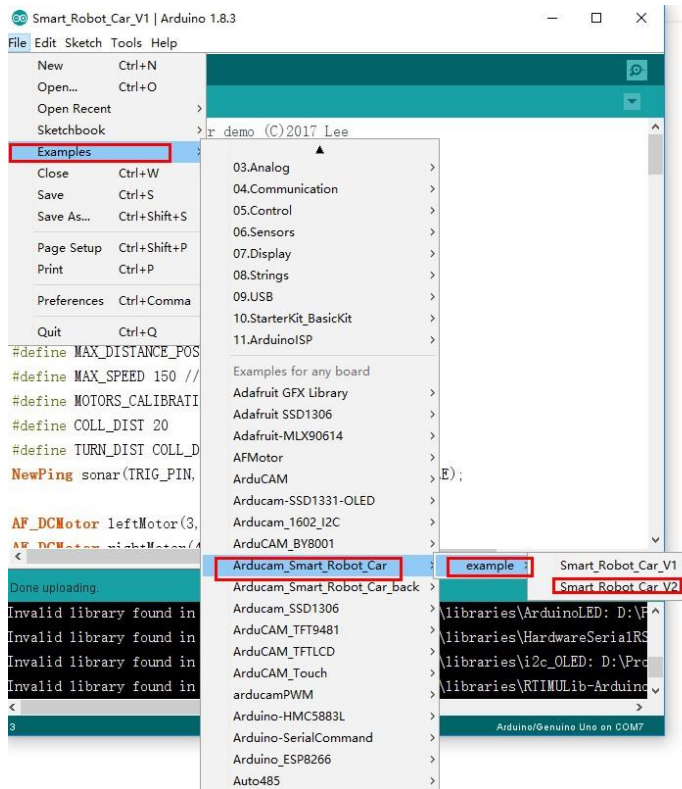 Smart_Robot_Car_V1 | Arduino 1.8.3
File Edit Sketch Tools Help
New Ctrl+N
Open... Ctrl+O
Open Recent
Sketchbook
Examples
Close Ctrl+W
Save Ctrl+S
Save As... Ctrl+Shift+S
Page Setup Ctrl+Shift+P
Print Ctrl+P
Preferences Ctrl+Comma
Quit Ctrl+Q
r demo (C)2017 Lee
03.Analog
04.Communication
05.Control
06.Sensors
07.Display
08.Strings
09.USB
10.StarterKit_BasicKit
11.ArduinoISP
Examples for any board
Adafruit GFX Library
Adafruit SSD1306
Adafruit-MLX90614
AFMotor
ArduCAM
Arducam-SSD1331-OLED
Arducam_1602_I2C
ArduCAM_BY8001
Arducam_Smart_Robot_Car
Arducam_Smart_Robot_Car_back
Arducam_SSD1306
ArduCAM_TFT9481
ArduCAM_TFTLCD
ArduCAM_Touch
arducamPWM
Arduino-HMC5883L
Arduino-SerialCommand
Arduino_ESP8266
Auto485
example
Smart_Robot_Car_V1
Smart_Robot_Car_V2
#define MAX_DISTANCE_POS
#define MAX_SPEED 150 //
#define MOTORS_CALIBRATI
#define COLL_DIST 20
#define TURN_DIST COLL_D
NewPing sonar(TRIG_PIN, E);
AF_DCMotor leftMotor(3,
AF_DCMotor rightMotor(4
Done uploading.
Invalid library found in \libraries\ArduinoLED: D:\P
Invalid library found in \libraries\HardwareSerialRS
Invalid library found in \libraries\i2c_OLED: D:\Pro
Invalid library found in \libraries\RTIMULib-Arduino
3 Arduino/Genuino Uno on COM7